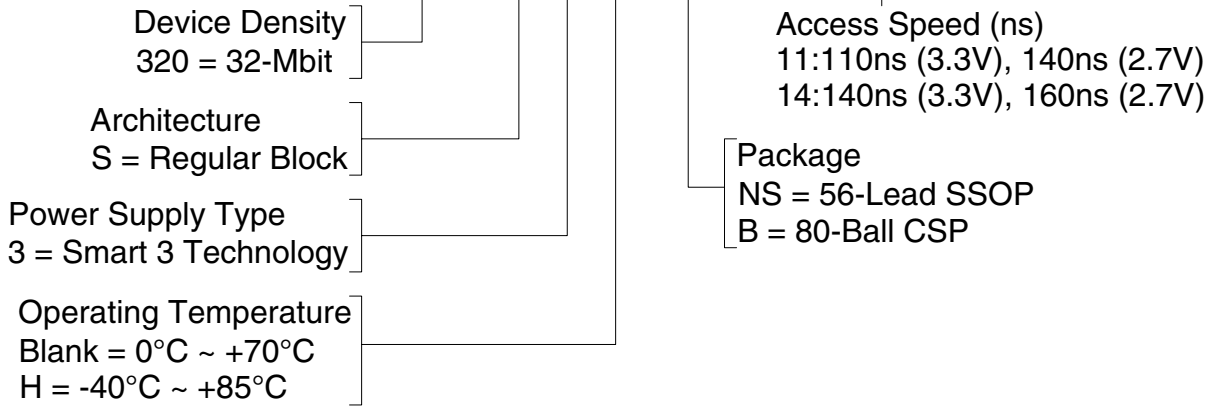 Device Density
320 = 32-Mbit
Architecture
S = Regular Block
Power Supply Type
3 = Smart 3 Technology
Operating Temperature
Blank = 0°C ~ +70°C
H = -40°C ~ +85°C
Access Speed (ns)
11:110ns (3.3V), 140ns (2.7V)
14:140ns (3.3V), 160ns (2.7V)
Package
NS = 56-Lead SSOP
B = 80-Ball CSP